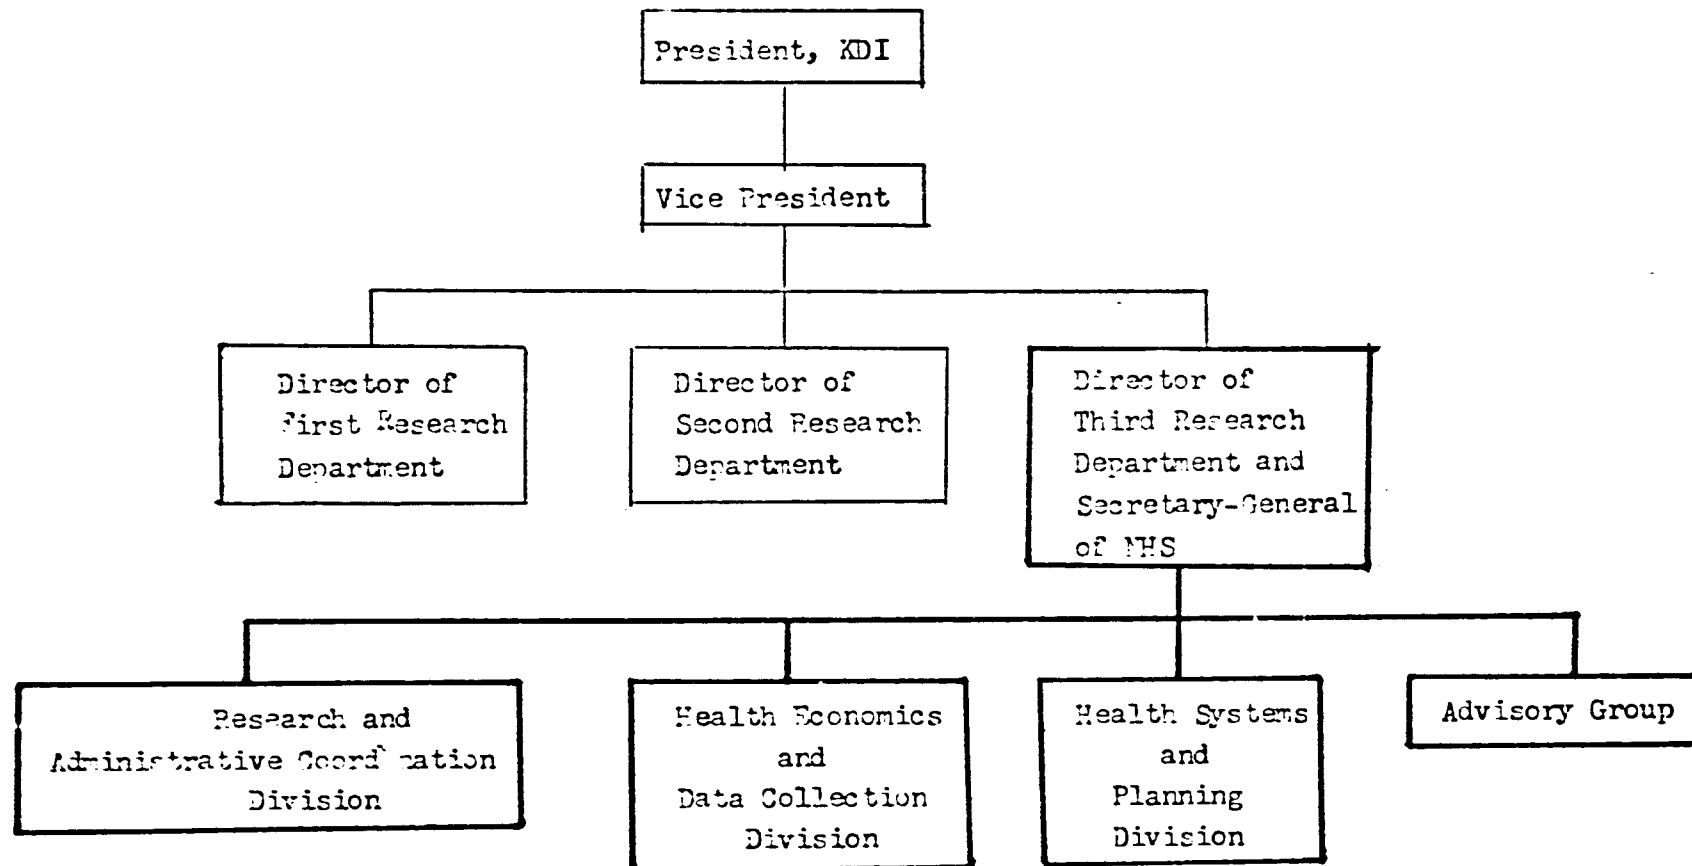 President, KDI
Vice President
Director of
First Research
Department
Director of
Second Research
Department
Director of
Third Research
Department and
Secretary-General
of NHS
Research and
Administrative Coordination
Division
Health Economics
and
Data Collection
Division
Health Systems
and
Planning
Division
Advisory Group